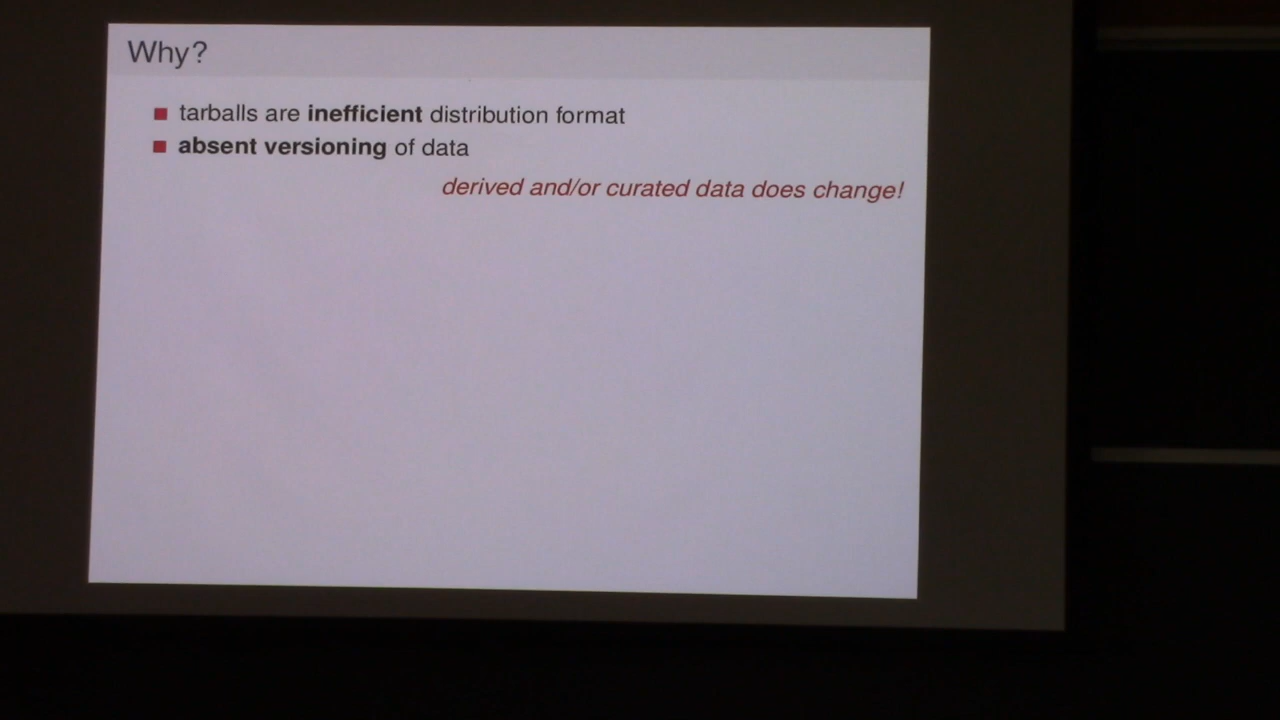 Why?
tarballs are inefficient distribution format
absent versioning of data
derived and/or curated data does change!